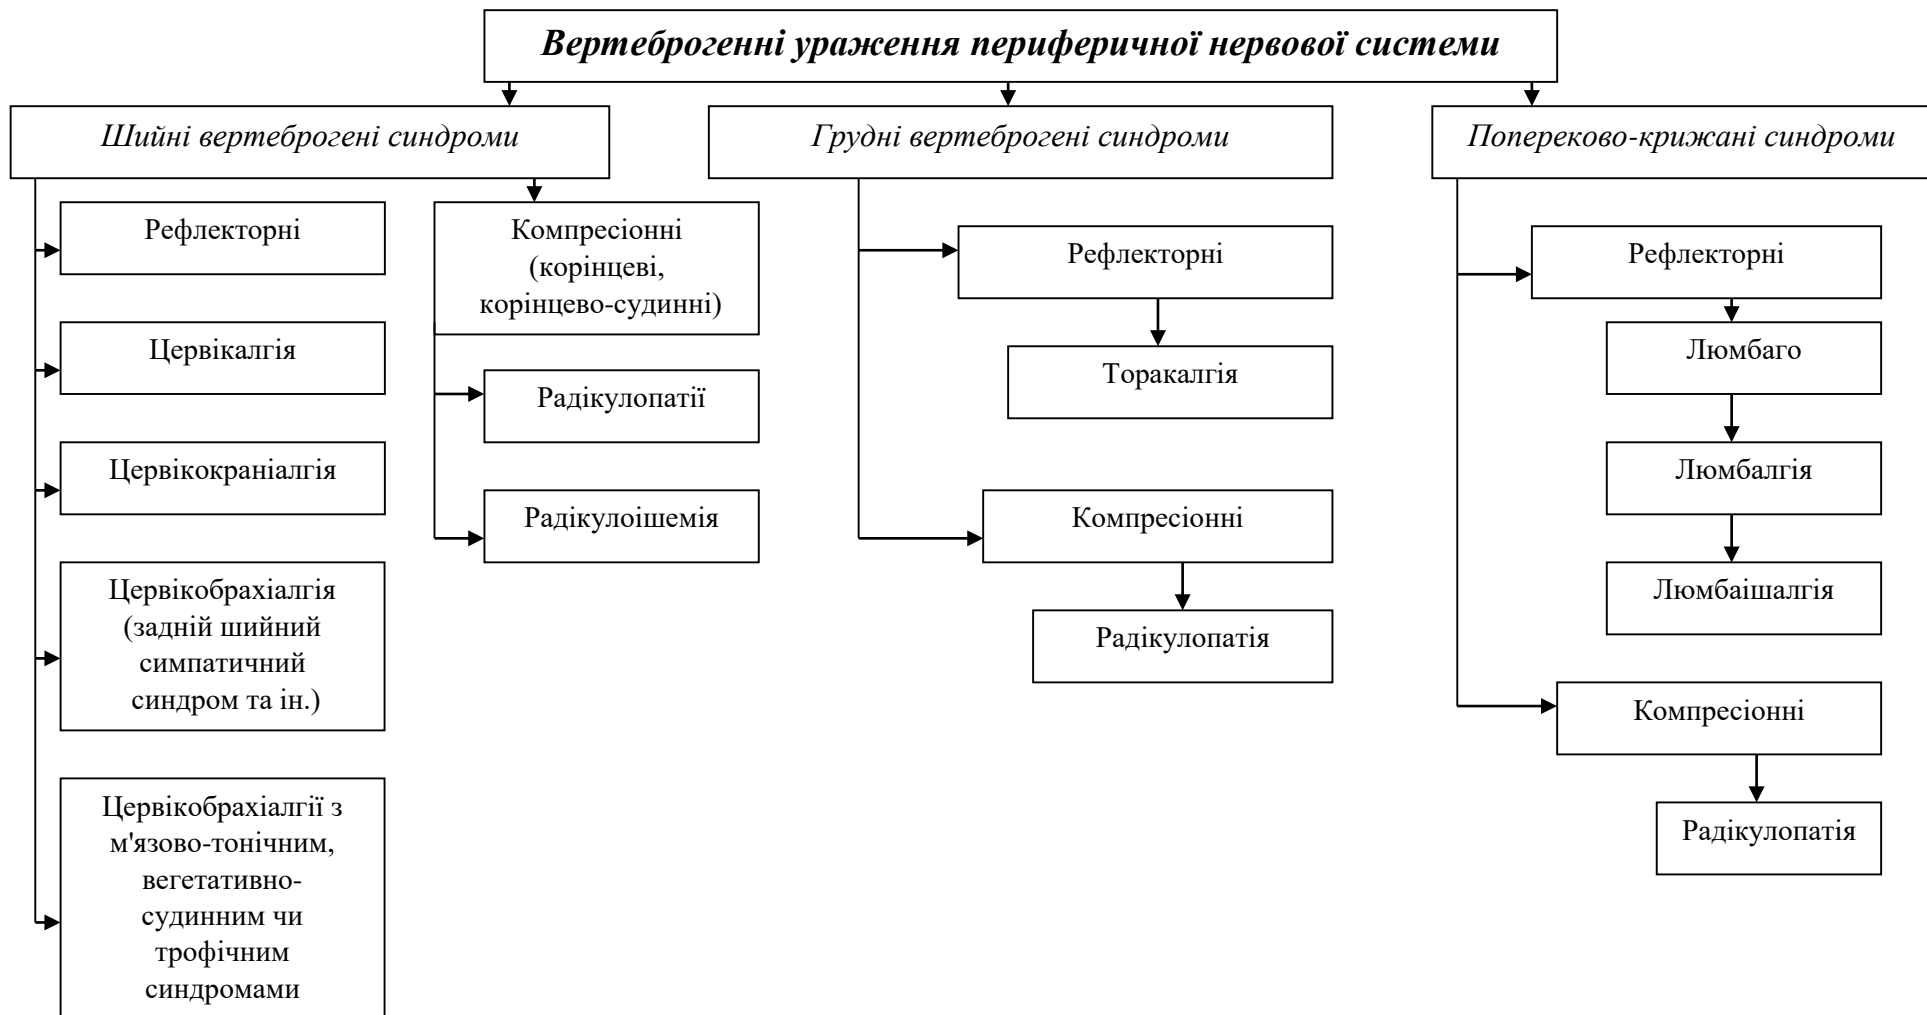 Вертеброгенні ураження периферичної нервової системи
Шийні вертеброгені синдроми
Грудні вертеброгені синдроми
Попереково-крижані синдроми
Рефлекторні
Цервікалгія
Цервікокраніалгія
Цервікобрахіалгія
(задній шийний
симпатичний
синдром та ін.)
Цервікобрахіалгії з
м'язово-тонічним,
вегетативно-
судинним чи
трофічним
синдромами
Компресіонні
(корінцеві,
корінцево-судинні)
Радікулопатії
Радікулоішемія
Рефлекторні
Торакалгія
Компресіонні
Радікулопатія
Рефлекторні
Люмбаго
Люмбалгія
Люмбаішалгія
Компресіонні
Радікулопатія